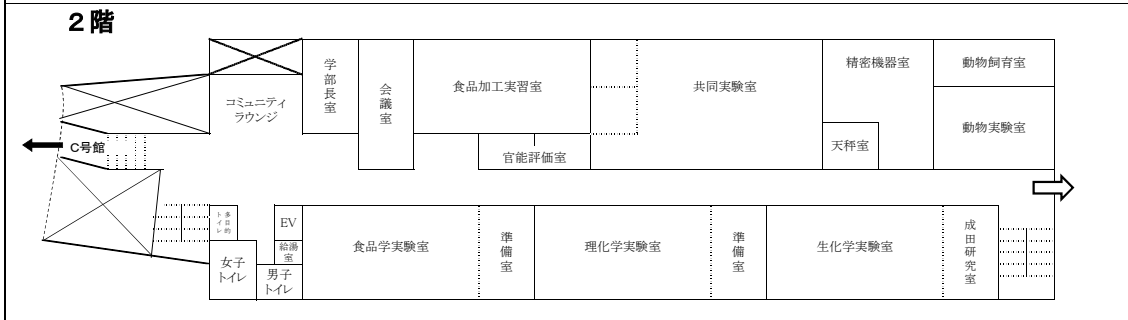 ２階
学部長室
会議室
食品加工実習室
共同実験室
精密機器室
動物飼育室
コミュニティ
ラウンジ
動物実験室
C号館
官能評価室
天秤室
多目的
トイレ
EV
給湯
室
女子
トイレ
男子
トイレ
食品学実験室
準備室
理化学実験室
準備室
生化学実験室
成田研究室